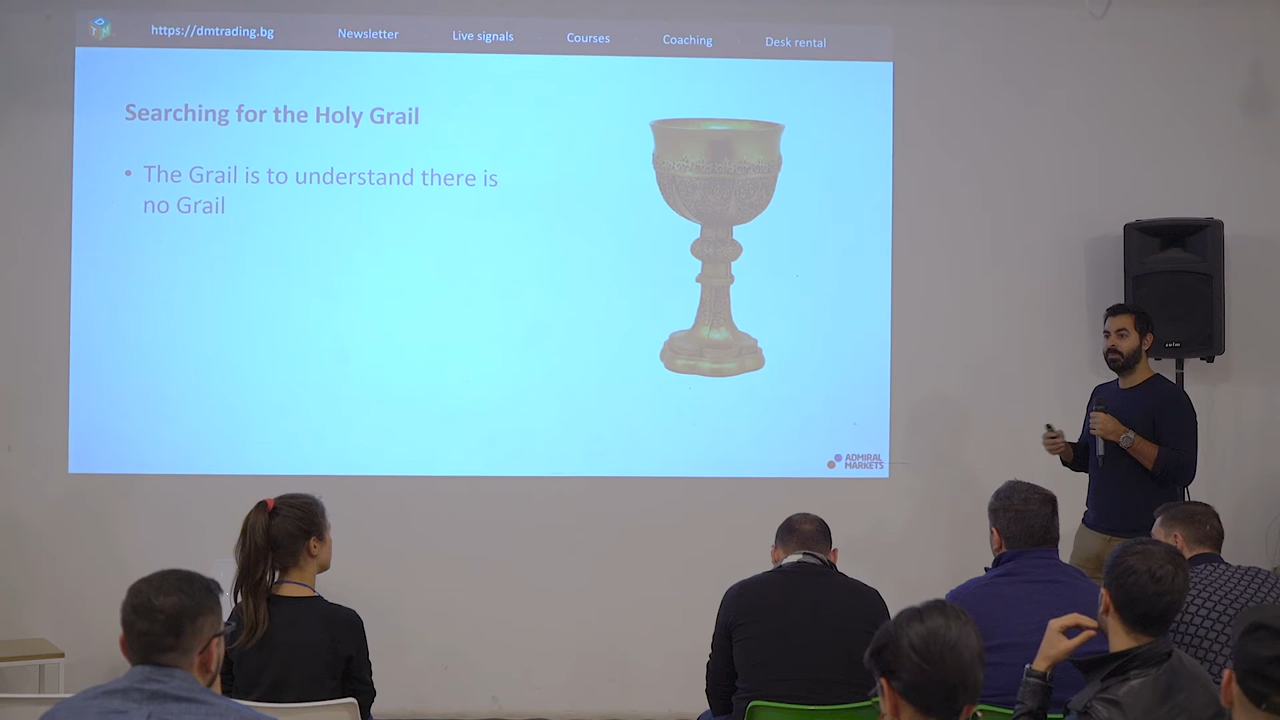 https://dmtrading.bg Newsletter Live signals Courses Coaching Desk rental
Searching for the Holy Grail
• The Grail is to understand there is
no Grail
ADMIRAL
MARKETS